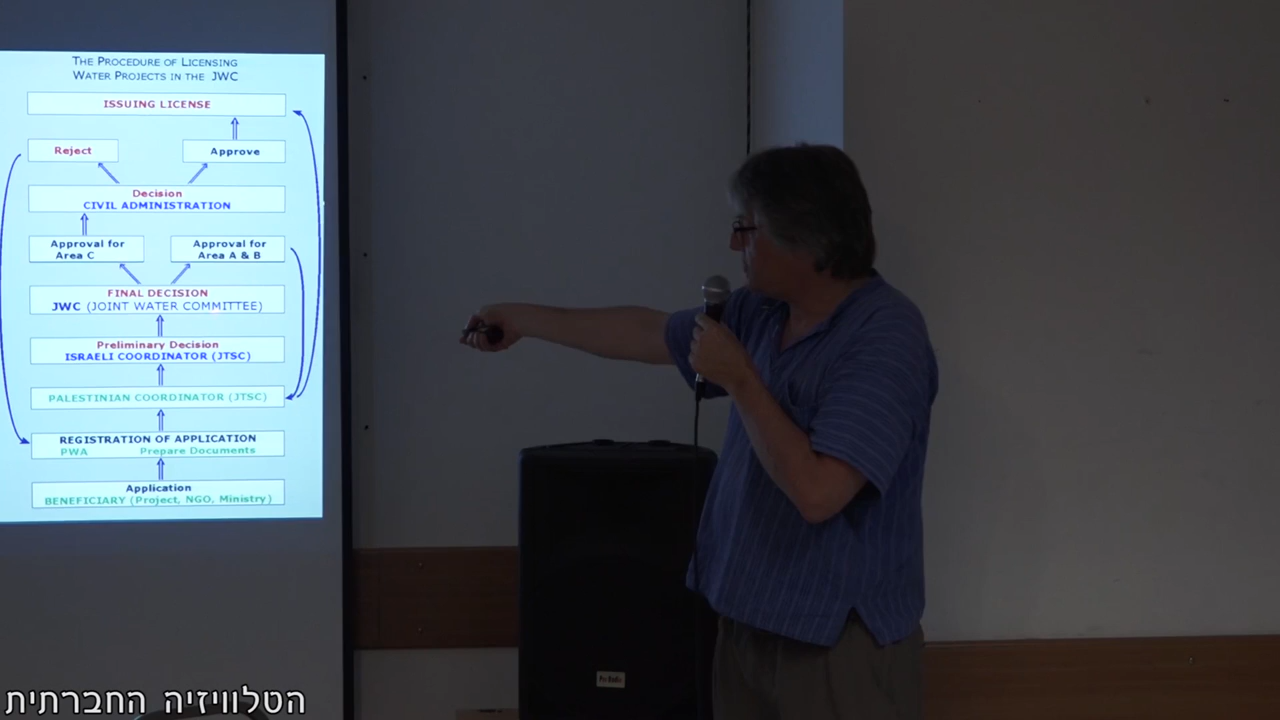 THE PROCEDURE OF LICENSING
WATER PROJECTS IN THE JWC
ISSUING LICENSE
Reject
Approve
Decision
CIVIL ADMINISTRATION
Approval for
Area C
Approval for
Area A & B
FINAL DECISION
JWC (JOINT WATER COMMITTEE)
Preliminary Decision
ISRAELI COORDINATOR (JTSC)
PALESTINIAN COORDINATOR (JTSC)
REGISTRATION OF APPLICATION
PWA Prepare Documents
Application
BENEFICIARY (Project, NGO, Ministry)
הטלוויזיה החברתית